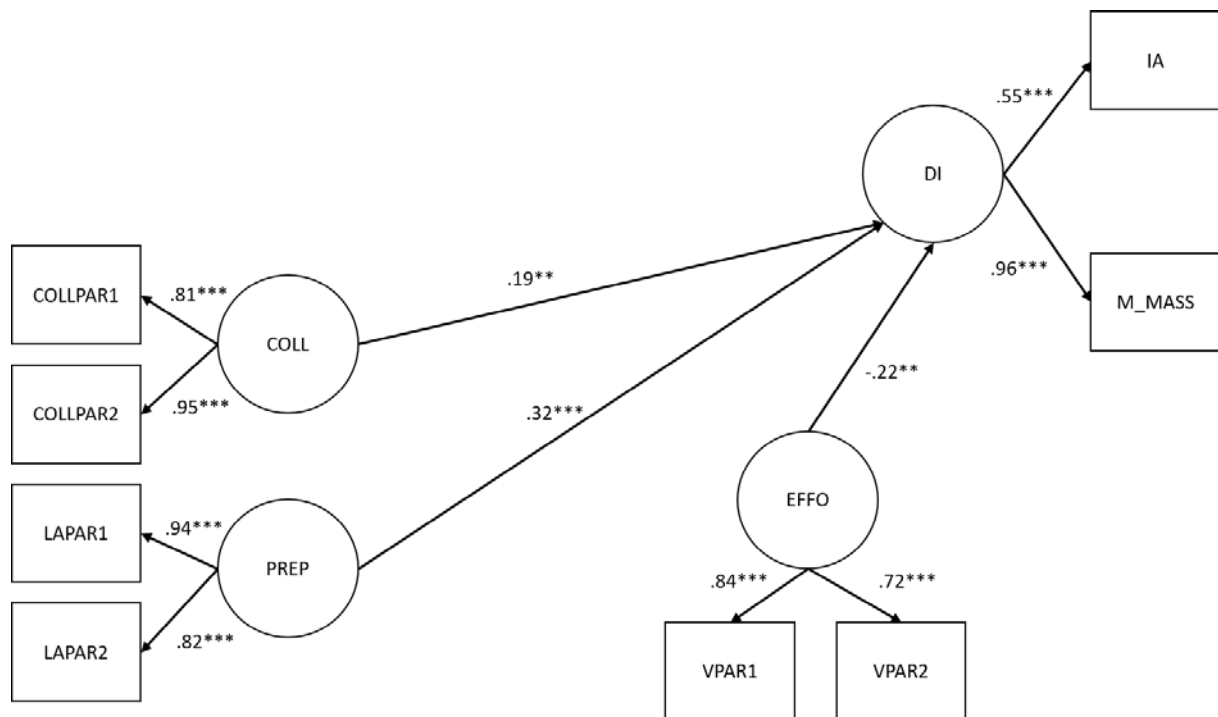 IA
.55***
DI
.96***
M_MASS
COLLPAR1
.81***
COLL
.19**
COLLPAR2
.95***
-.22**
.32***
LAPAR1
.94***
PREP
EFFO
LAPAR2
.82***
.84***
.72***
VPAR1
VPAR2